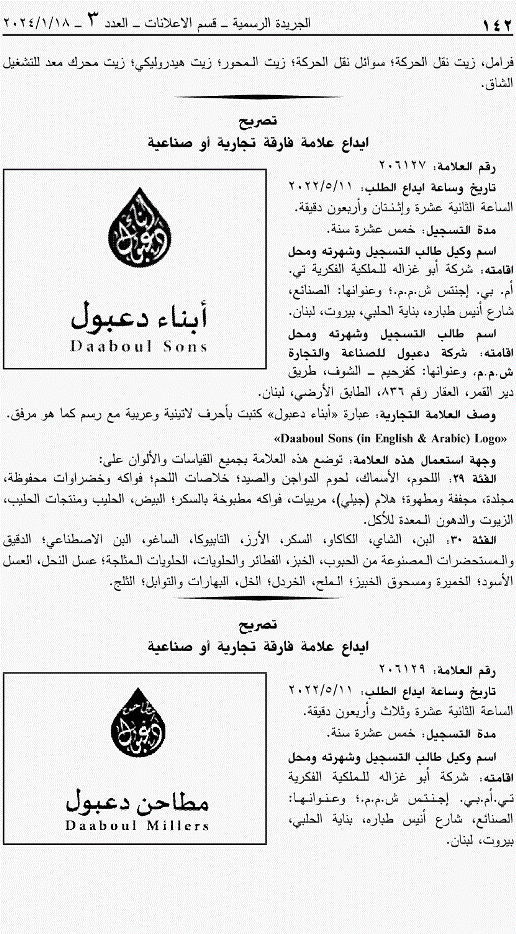 ١٤٢
الجريدة الرسمية ــ قسم الاعلانات ــ العدد ٣ ــ ٢٠٢٤/١/١٨
فرامل، زيت نقل الحركة؛ سوائل نقل الحركة؛ زيت المحور؛ زيت هيدروليكي؛ زيت محرك معد للتشغيل
الشاق.
تصريح
ايداع علامة فارقة تجارية أو صناعية
رقم العلامة: ٢٠٦١٢٧
تاريخ وساعة ايداع الطلب: ٢٠٢٢/٥/١١
الساعة الثانية عشرة وإثنتان وأربعون دقيقة.
مدة التسجيل: خمس عشرة سنة.
اسم وكيل طالب التسجيل وشهرته ومحل
اقامته: شركة أبو غزاله للملكية الفكرية تي.
أم. بي. إجنتس ش.م.م.؛ وعنوانها: الصنائع،
شارع أنيس طباره، بناية الحلبي، بيروت، لبنان.
اسم طالب التسجيل وشهرته ومحل
اقامته: شركة دعبول للصناعة والتجارة
ش.م.م، وعنوانها: كفرحيم ــ الشوف، طريق
دير القمر، العقار رقم ٨٣٦، الطابق الأرضي، لبنان.
أبناء
دعبول
أبناء دعبول
Daaboul Sons
وصف العلامة التجارية: عبارة «أبناء دعبول» كتبت بأحرف لاتينية وعربية مع رسم كما هو مرفق.
«Daaboul Sons (in English & Arabic) Logo»
وجهة استعمال هذه العلامة: توضع هذه العلامة بجميع القياسات والألوان على:
الفئة ٢٩: اللحوم، الأسماك، لحوم الدواجن والصيد؛ خلاصات اللحم؛ فواكه وخضراوات محفوظة،
مجلدة، مجففة ومطهوة؛ هلام (جيلي)، مربيات، فواكه مطبوخة بالسكر؛ البيض، الحليب ومنتجات الحليب،
الزيوت والدهون المعدة للأكل.
الفئة ٣٠: البن، الشاي، الكاكاو، السكر، الأرز، التابيوكا، الساغو، البن الاصطناعي؛ الدقيق
والمستحضرات المصنوعة من الحبوب، الخبز، الفطائر والحلويات، الحلويات المثلجة؛ عسل النحل، العسل
الأسود؛ الخميرة ومسحوق الخبيز؛ الملح، الخردل؛ الخل، البهارات والتوابل؛ الثلج.
تصريح
ايداع علامة فارقة تجارية أو صناعية
رقم العلامة: ٢٠٦١٢٩
تاريخ وساعة ايداع الطلب: ٢٠٢٢/٥/١١
الساعة الثانية عشرة وثلاث وأربعون دقيقة.
مدة التسجيل: خمس عشرة سنة.
اسم وكيل طالب التسجيل وشهرته ومحل
اقامته: شركة أبو غزاله للملكية الفكرية
تي.أم.بي. إجنتس ش.م.م.؛ وعنوانها:
الصنائع، شارع أنيس طباره، بناية الحلبي،
بيروت، لبنان.
مطاحن
دعبول
مطاحن دعبول
Daaboul Millers